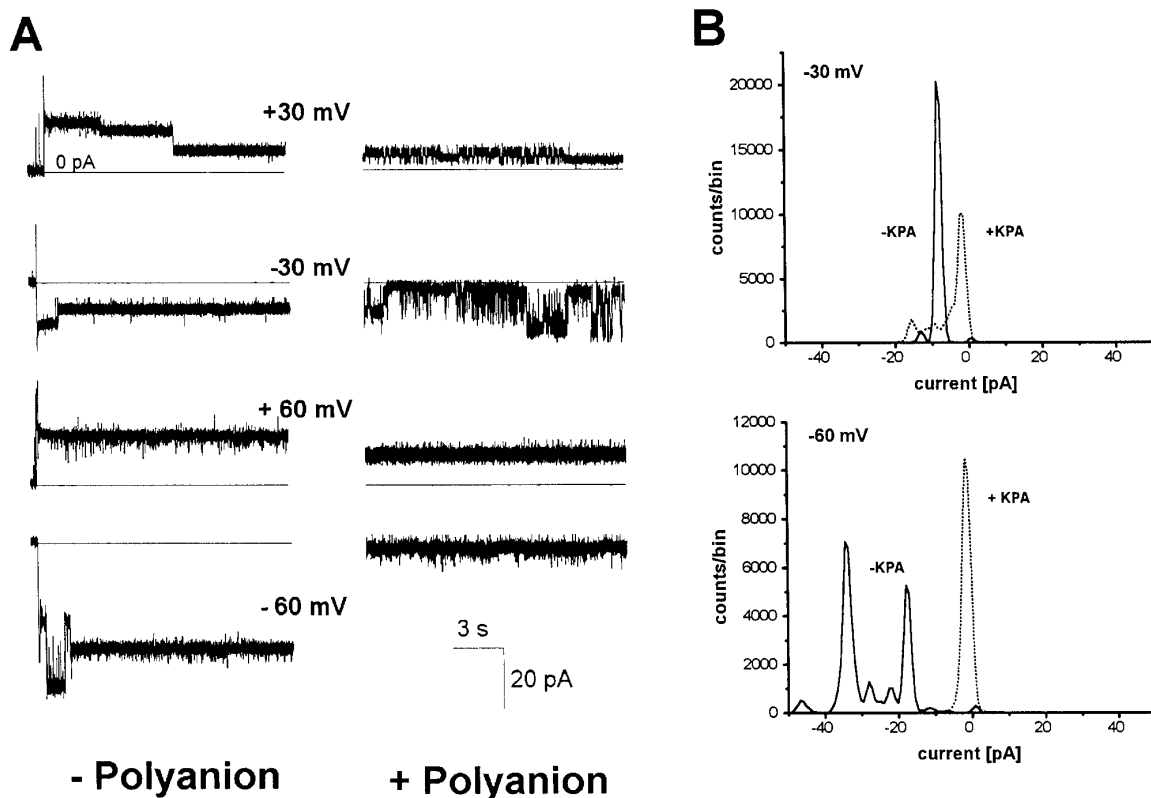 A
+30 mV
0 pA
-30 mV
+ 60 mV
- 60 mV
3 s
20 pA
- Polyanion
+ Polyanion
B
-30 mV
20000
15000
10000
5000
0
counts/bin
-KPA
+KPA
-40
-20
0
20
40
current [pA]
-60 mV
12000
10000
8000
6000
4000
2000
0
counts/bin
-KPA
+ KPA
-40
-20
0
20
40
current [pA]